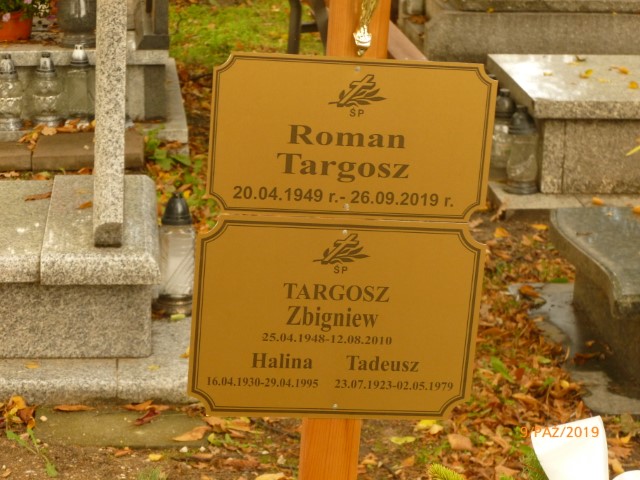 ŚP
Roman
Targosz
20.04.1949 r.- 26.09.2019 r.
ŚP
TARGOSZ
Zbigniew
25.04.1948-12.08.2010
Halina Tadeusz
16.04.1930-29.04.1995 23.07.1923-02.05.1979
9/PAŹ/2019